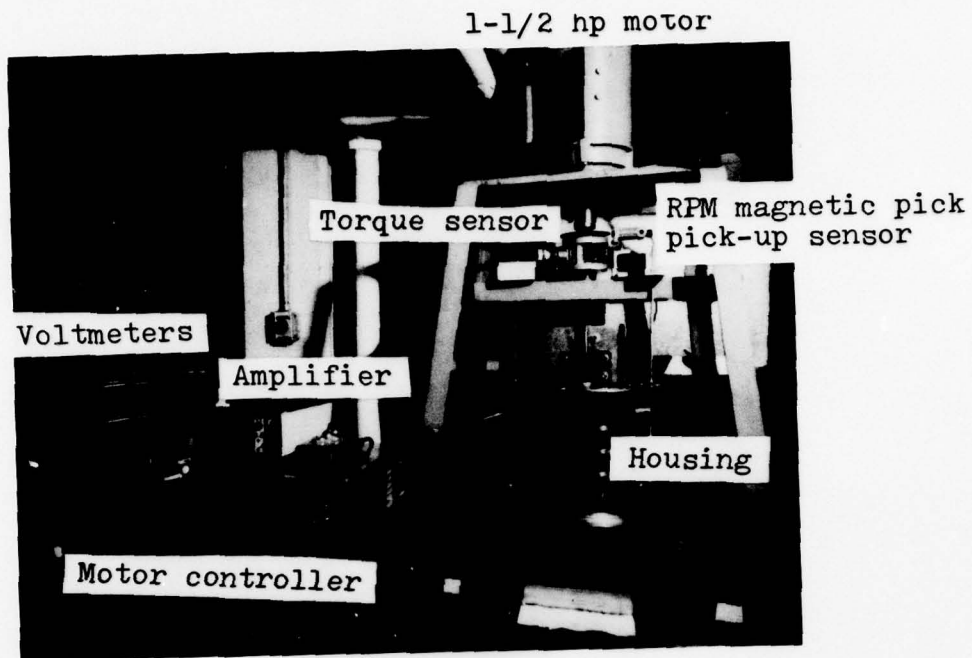 1-1/2 hp motor
Torque sensor
RPM magnetic pick
pick-up sensor
Voltmeters
Amplifier
Housing
Motor controller